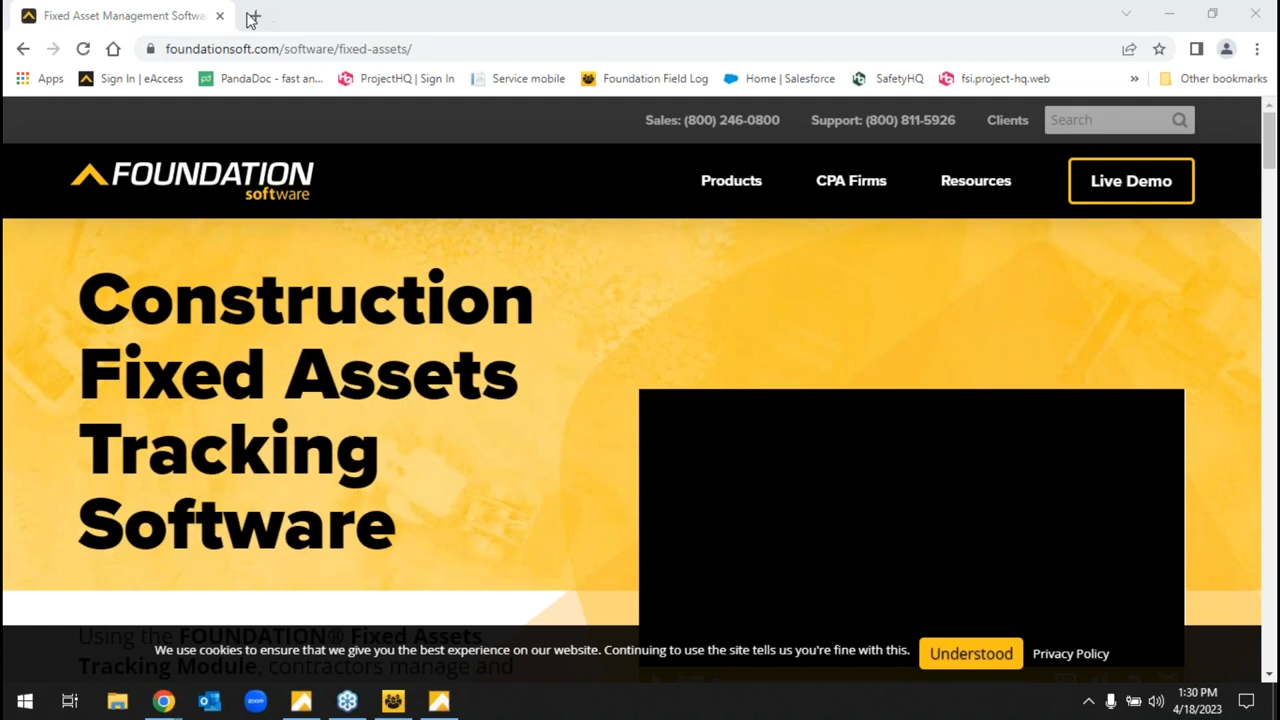 Fixed Asset Management Softwa
foundationsoft.com/software/fixed-assets/
Apps
Sign In | eAccess
PandaDoc - fast an...
ProjectHQ | Sign In
Service mobile
Foundation Field Log
Home | Salesforce
SafetyHQ
fsi.project-hq.web
»
Other bookmarks
Sales: (800) 246-0800
Support: (800) 811-5926
Clients
Search
FOUNDATION
software
Products
CPA Firms
Resources
Live Demo
Construction
Fixed Assets
Tracking
Software
Using the FOUNDATION® Fixed Assets
Tracking Module, contractors manage and
We use cookies to ensure that we give you the best experience on our website. Continuing to use the site tells us you're fine with this.
Understood
Privacy Policy
zoom
1:30 PM
4/18/2023